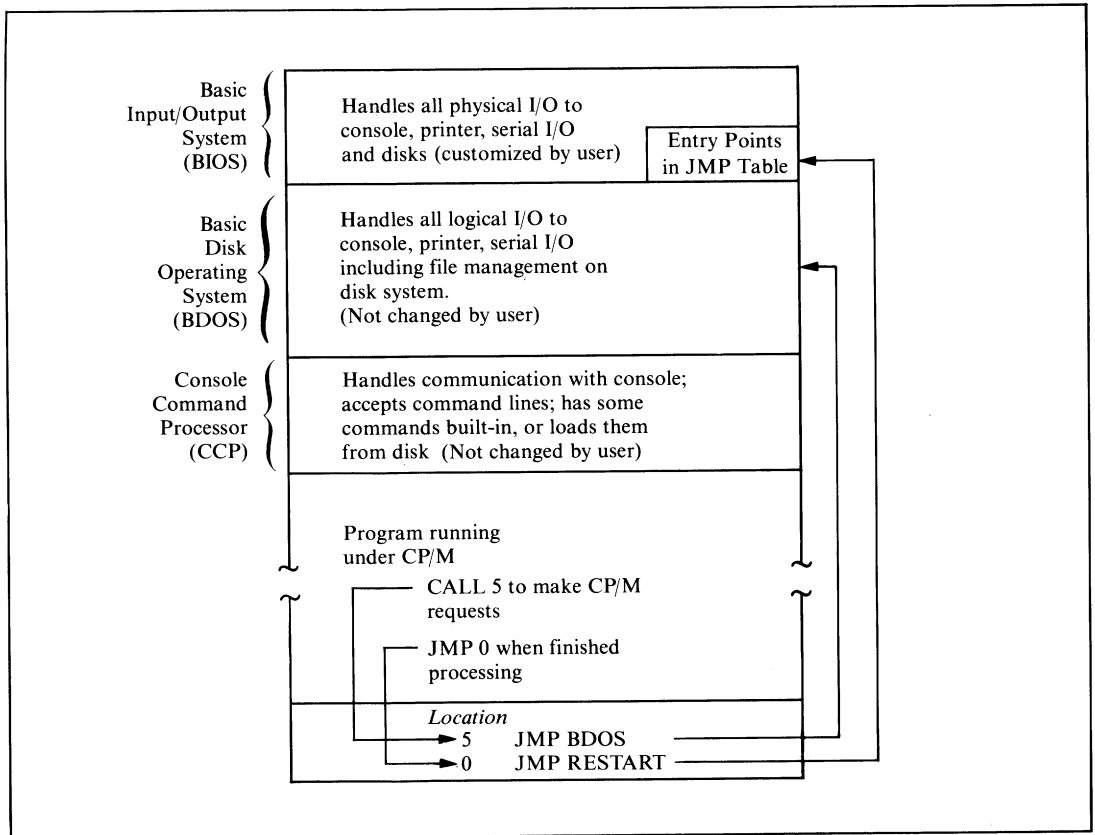 Basic
Input/Output
System
(BIOS)
Handles all physical I/O to
console, printer, serial I/O
and disks (customized by user)
Entry Points
in JMP Table
Basic
Disk
Operating
System
(BDOS)
Handles all logical I/O to
console, printer, serial I/O
including file management on
disk system.
(Not changed by user)
Console
Command
Processor
(CCP)
Handles communication with console;
accepts command lines; has some
commands built-in, or loads them
from disk (Not changed by user)
Program running
under CP/M
CALL 5 to make CP/M
requests
JMP 0 when finished
processing
Location
5 JMP BDOS
0 JMP RESTART